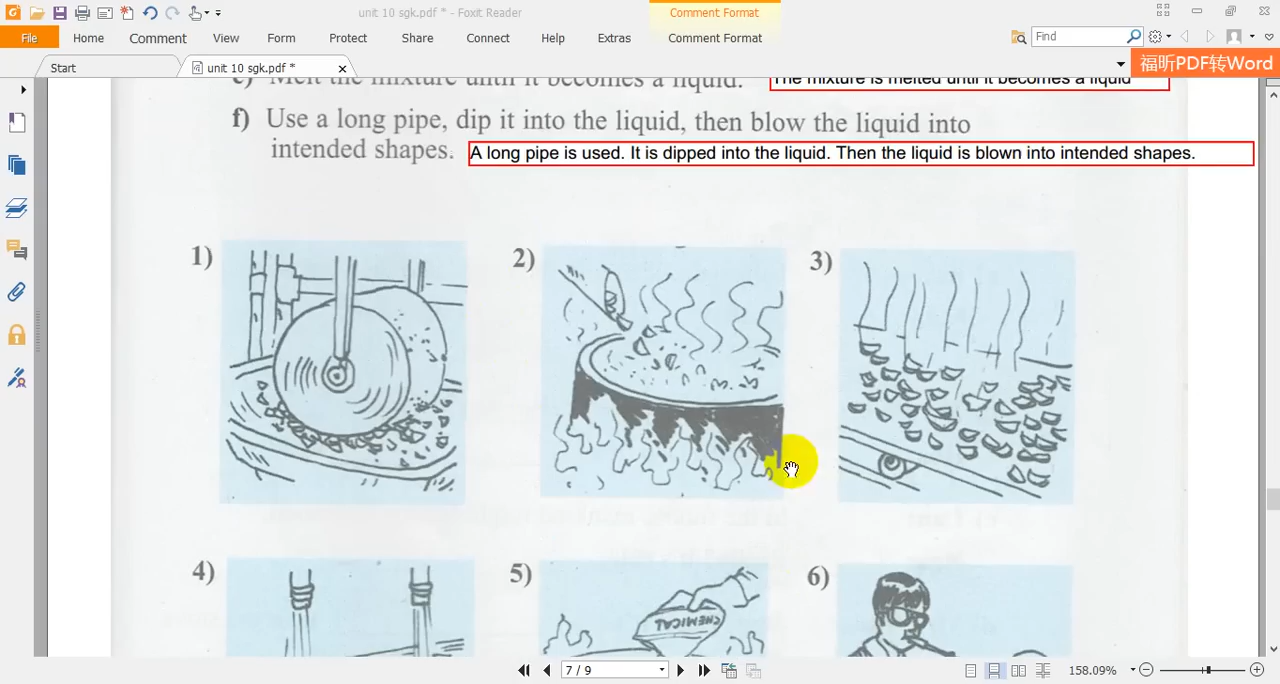 unit 10 sgk.pdf * - Foxit Reader
Comment Format
File
Home
Comment
View
Form
Protect
Share
Connect
Help
Extras
Comment Format
Find
Start
unit 10 sgk.pdf *
福昕PDF转Word
e) Melt the mixture until it becomes a liquid.
The mixture is melted until it becomes a liquid
f) Use a long pipe, dip it into the liquid, then blow the liquid into
intended shapes.
A long pipe is used. It is dipped into the liquid. Then the liquid is blown into intended shapes.
1)
2)
3)
4)
5)
6)
CHEMICAL
7 / 9
158.09%